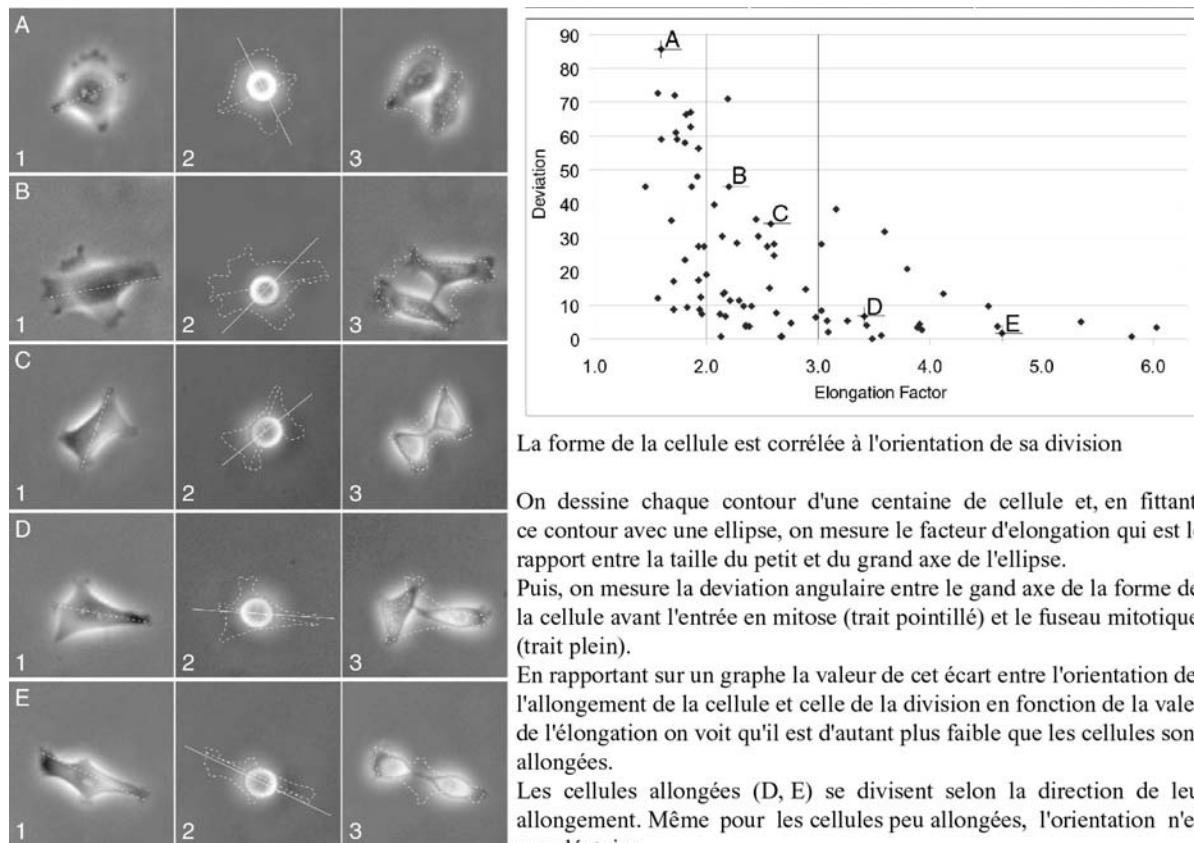 A
1
2
3
B
1
2
3
C
1
2
3
D
1
2
3
E
1
2
3
90
80
70
60
50
40
30
20
10
0
Deviation
A
B
C
D
E
1.0 2.0 3.0 4.0 5.0 6.0
Elongation Factor
La forme de la cellule est corrélée à l'orientation de sa division
On dessine chaque contour d'une centaine de cellule et, en fittant
ce contour avec une ellipse, on mesure le facteur d'elongation qui est l
rapport entre la taille du petit et du grand axe de l'ellipse.
Puis, on mesure la deviation angulaire entre le gand axe de la forme de
la cellule avant l'entrée en mitose (trait pointillé) et le fuseau mitotique
(trait plein).
En rapportant sur un graphe la valeur de cet écart entre l'orientation de
l'allongement de la cellule et celle de la division en fonction de la vale
de l'élongation on voit qu'il est d'autant plus faible que les cellules son
allongées.
Les cellules allongées (D, E) se divisent selon la direction de leu
allongement. Même pour les cellules peu allongées, l'orientation n'e